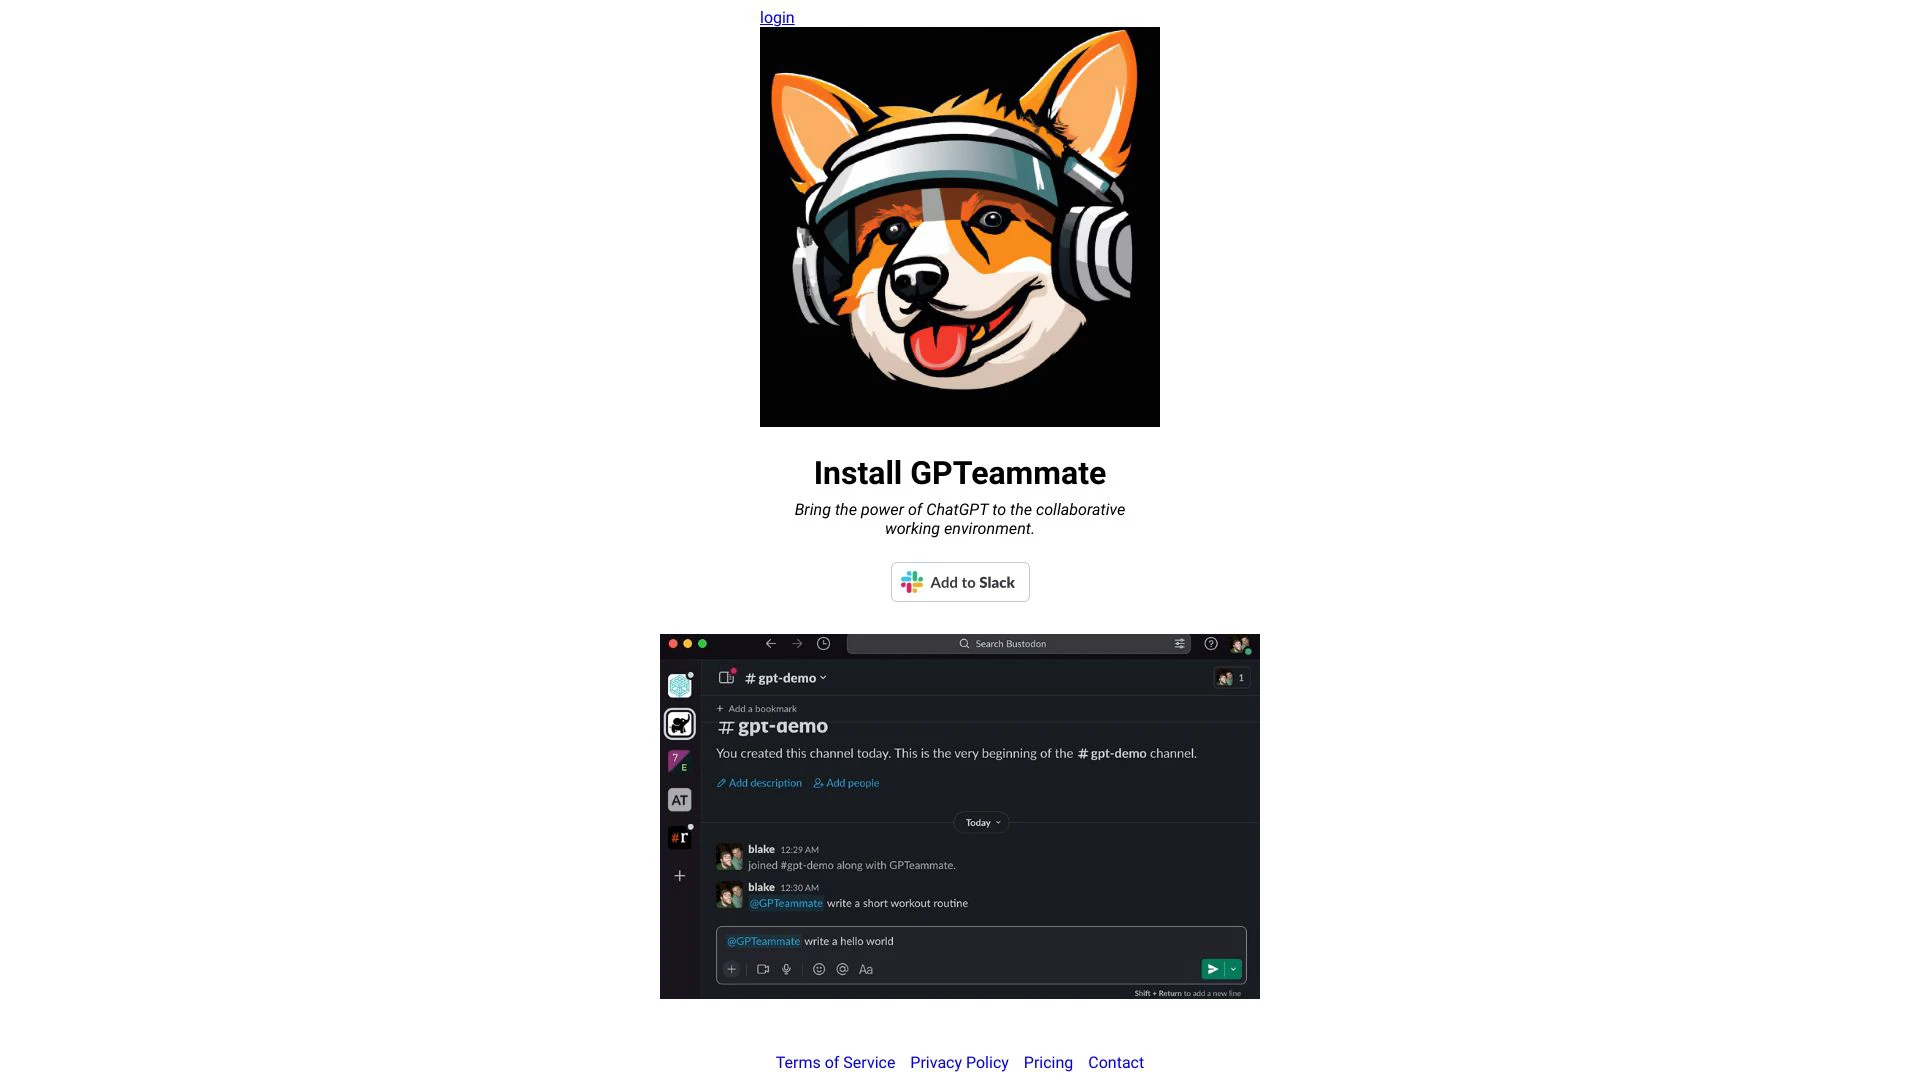 login
Install GPTeammate
Bring the power of ChatGPT to the collaborative
working environment.
Add to Slack
Search Bustodon
# gpt-demo
1
+ Add a bookmark
# gpt-demo
You created this channel today. This is the very beginning of the # gpt-demo channel.
Add description Add people
Today
blake 12:29 AM
joined #gpt-demo along with GPTeammate.
blake 12:30 AM
@GPTeammate write a short workout routine
@GPTeammate write a hello world
Aa
Shift + Return to add a new line
7
E
AT
#r
Terms of Service Privacy Policy Pricing Contact